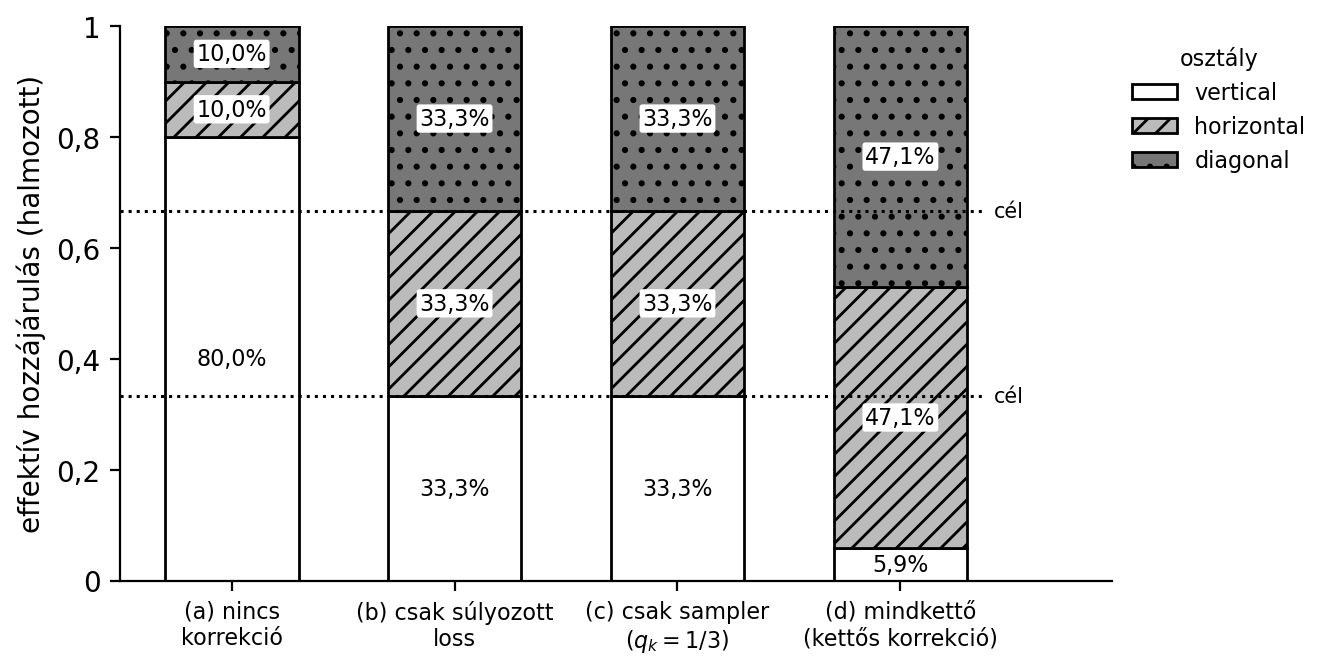 effektív hozzájárulás (halmozott)
1
0,8
0,6
0,4
0,2
0
10,0%
10,0%
80,0%
33,3%
33,3%
33,3%
33,3%
33,3%
33,3%
47,1%
47,1%
5,9%
cél
cél
(a) nincs
korrekció
(b) csak súlyozott
loss
(c) csak sampler
(qₖ = 1/3)
(d) mindkettő
(kettős korrekció)
osztály
vertical
horizontal
diagonal